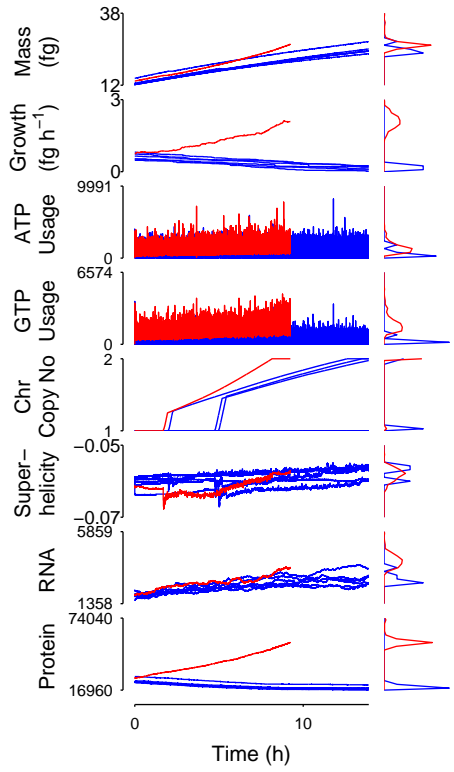 38
Mass
(fg)
12
3
Growth
(fg h⁻¹)
0
9991
ATP
Usage
0
6574
GTP
Usage
0
2
Chr
Copy No
1
−0.05
Super−
helicity
−0.07
5859
RNA
1358
74040
Protein
16960
0 10
Time (h)